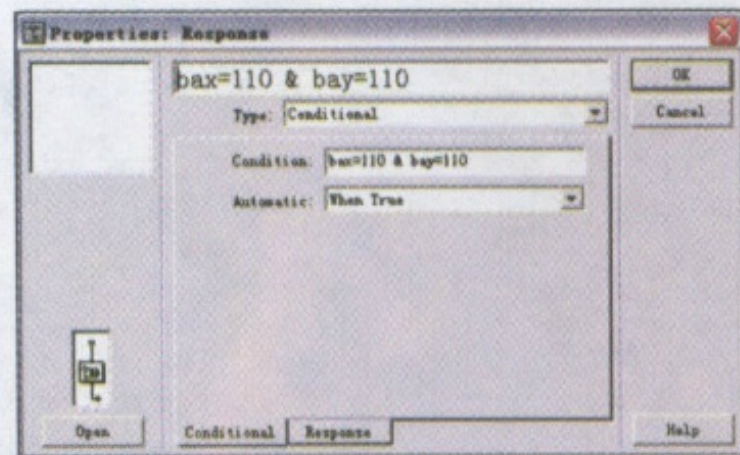 Properties: Response
bax=110 & bay=110
OK
Type: Conditional
Cancel
Condition: bax=110 & bay=110
Automatic: When True
Open
Conditional
Response
Help